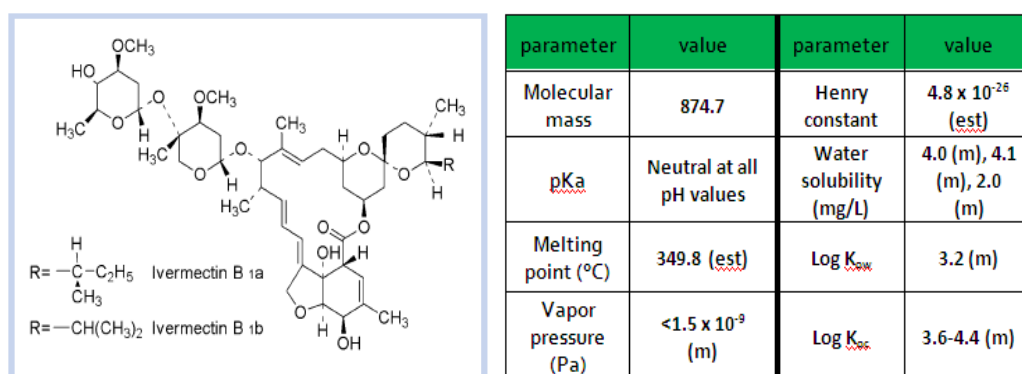 OCH3
HO
O
OCH3
H3C
O
H
H3C
O
H
O
CH3
H3C
H
O
O
CH3
H
R
H
O
O
OH
H
O
H
OH
CH3
H
R= -C-C2H5 Ivermectin B 1a
CH3
R= -CH(CH3)2 Ivermectin B 1b
parameter value parameter value
Molecular mass 874.7 Henry constant 4.8 x 10-26 (est)
pKa Neutral at all pH values Water solubility (mg/L) 4.0 (m), 4.1 (m), 2.0 (m)
Melting point (°C) 349.8 (est) Log Kow 3.2 (m)
Vapor pressure (Pa) <1.5 x 10-9 (m) Log Koc 3.6-4.4 (m)